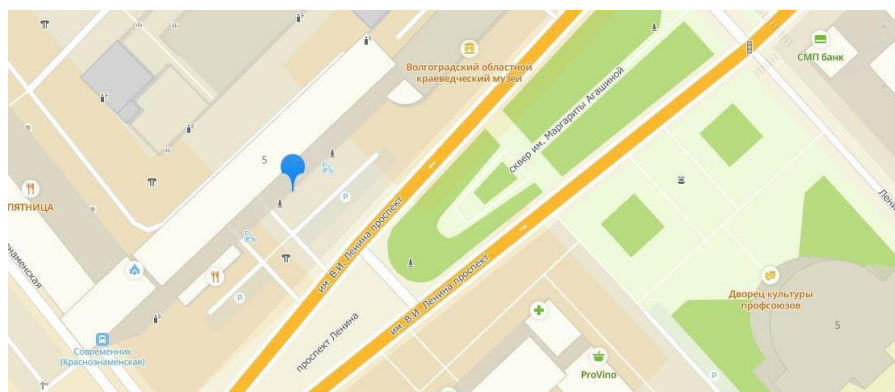 СМП банк
Волгоградский областной
краеведческий музей
сквер им. Маргариты Агашиной
5
ПЯТНИЦА
P
им. В.И. Ленина проспект
им. В.И. Ленина проспект
P
проспект Ленина
Дворец культуры
профсоюзов
5
Современник
(Краснознаменская)
ProVino
P